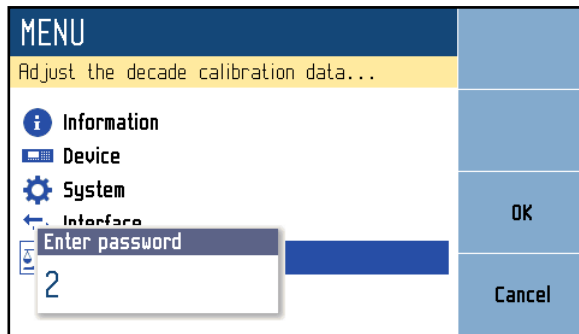 MENU
Adjust the decade calibration data...
Information
Device
System
Interface
Enter password
2
OK
Cancel